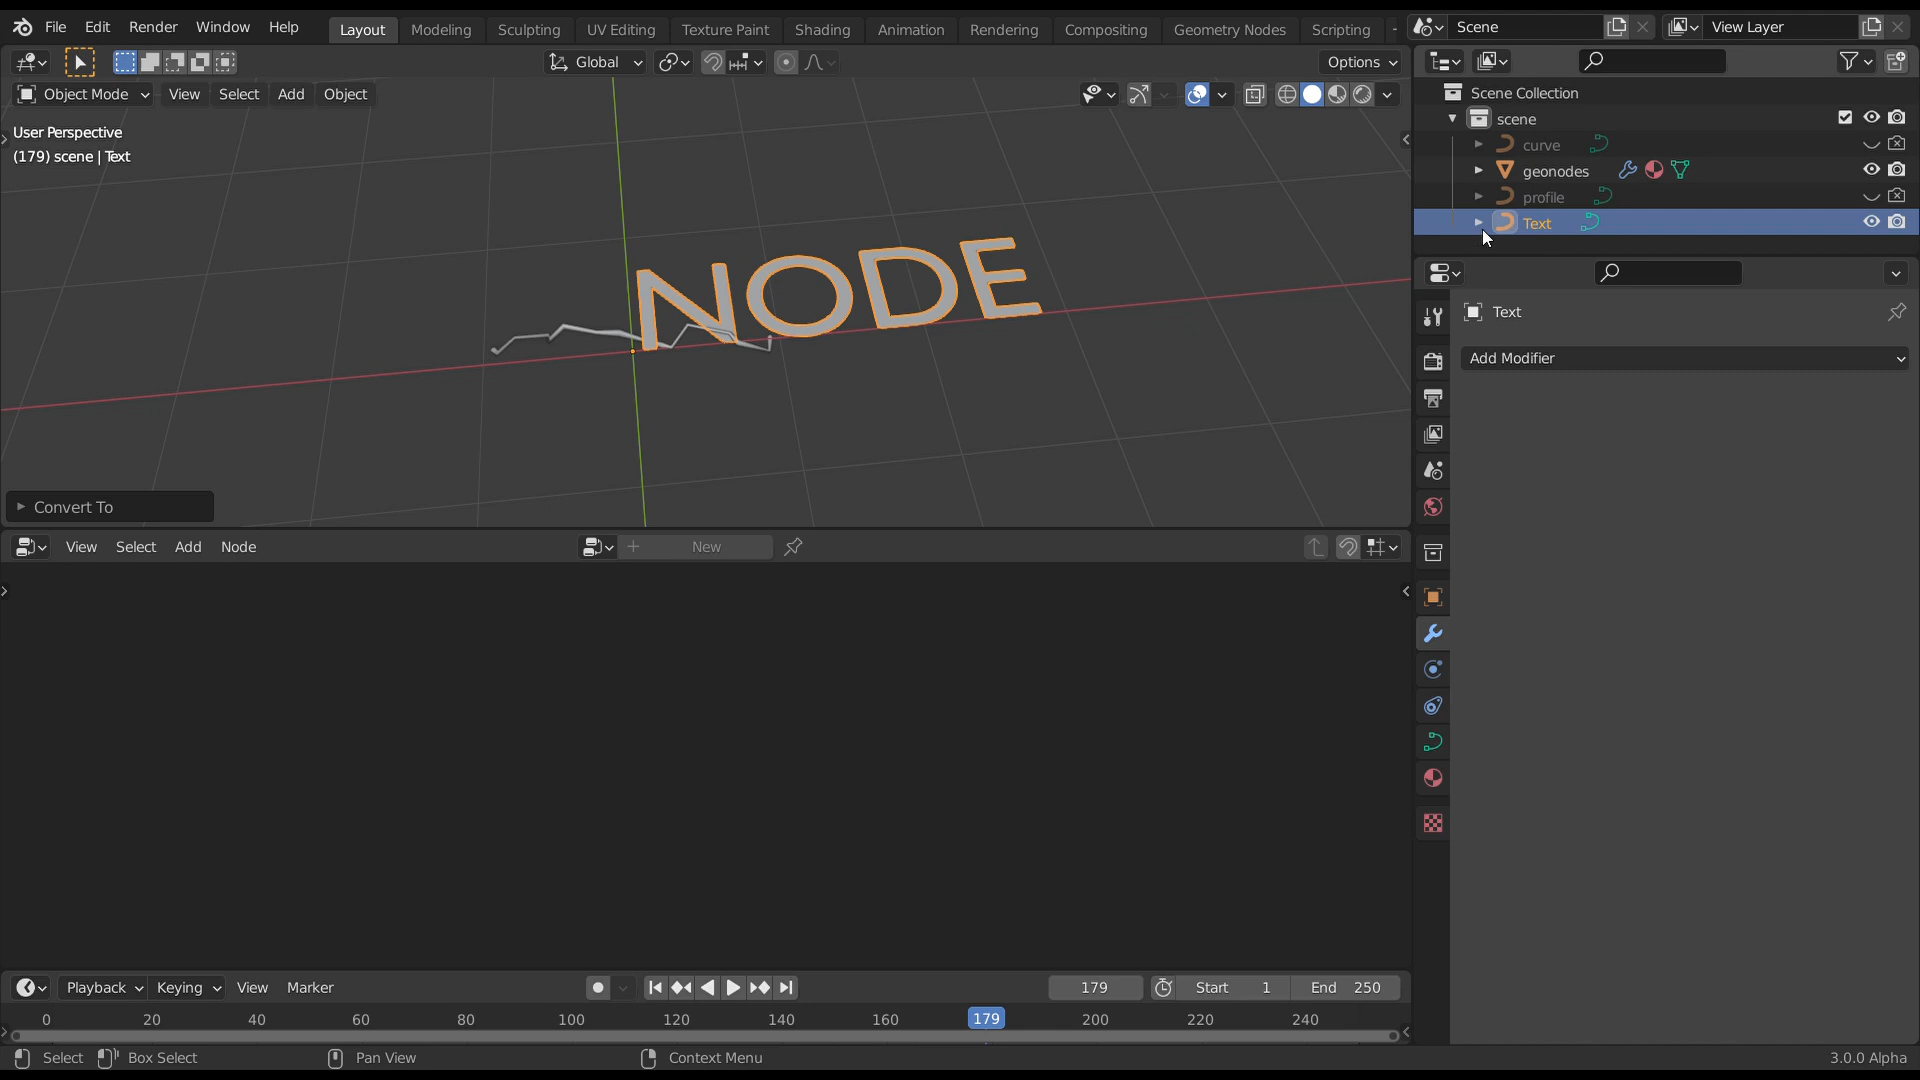 File Edit Render Window Help Layout Modeling Sculpting UV Editing Texture Paint Shading Animation Rendering Compositing Geometry Nodes Scripting Scene View Layer
Global Options
Object Mode View Select Add Object
Scene Collection
scene
User Perspective
(179) scene | Text
curve
geonodes
profile
Text
NODE
Text
Add Modifier
Convert To
View Select Add Node New
Playback Keying View Marker 179 Start 1 End 250
0 20 40 60 80 100 120 140 160 179 200 220 240
Select Box Select Pan View Context Menu 3.0.0 Alpha